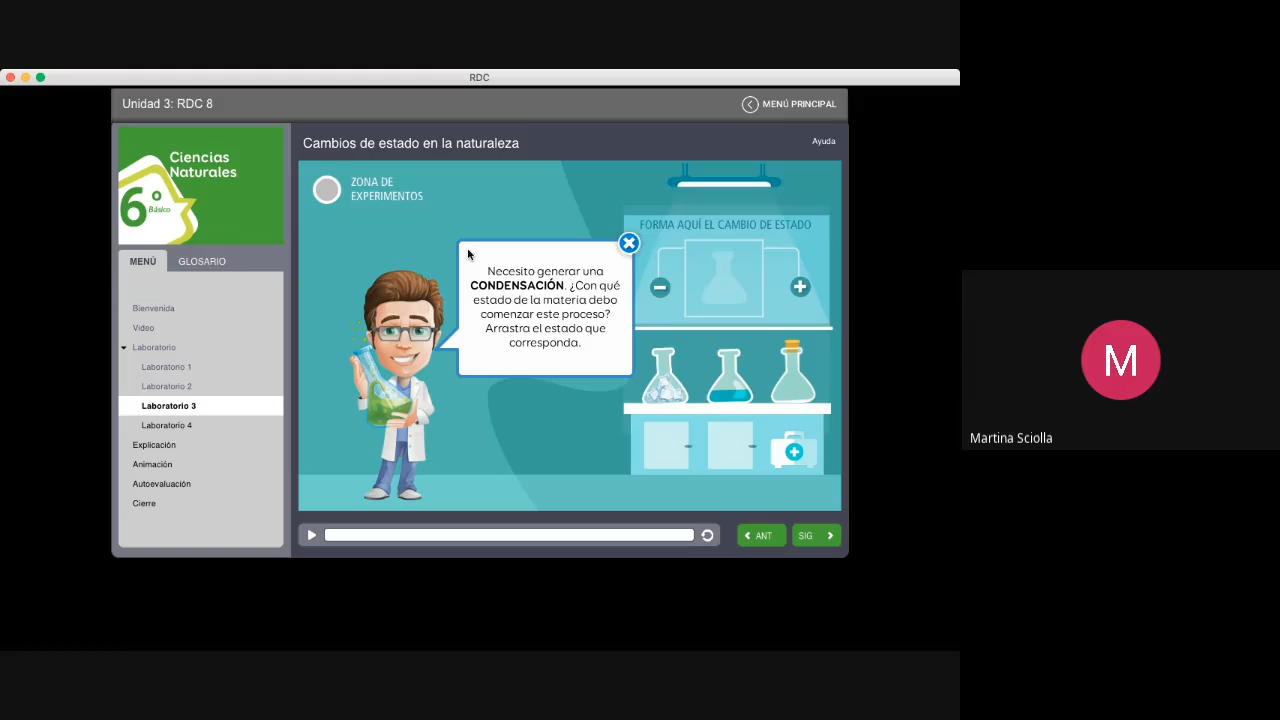 RDC
Unidad 3: RDC 8
MENÚ PRINCIPAL
Ciencias
Naturales
6º
Básico
Cambios de estado en la naturaleza
Ayuda
ZONA DE
EXPERIMENTOS
FORMA AQUÍ EL CAMBIO DE ESTADO
Necesito generar una
CONDENSACIÓN. ¿Con qué
estado de la materia debo
comenzar este proceso?
Arrastra el estado que
corresponda.
MENÚ
GLOSARIO
Bienvenida
Video
Laboratorio
Laboratorio 1
Laboratorio 2
Laboratorio 3
Laboratorio 4
Explicación
Animación
Autoevaluación
Cierre
ANT
SIG
M
Martina Sciolla